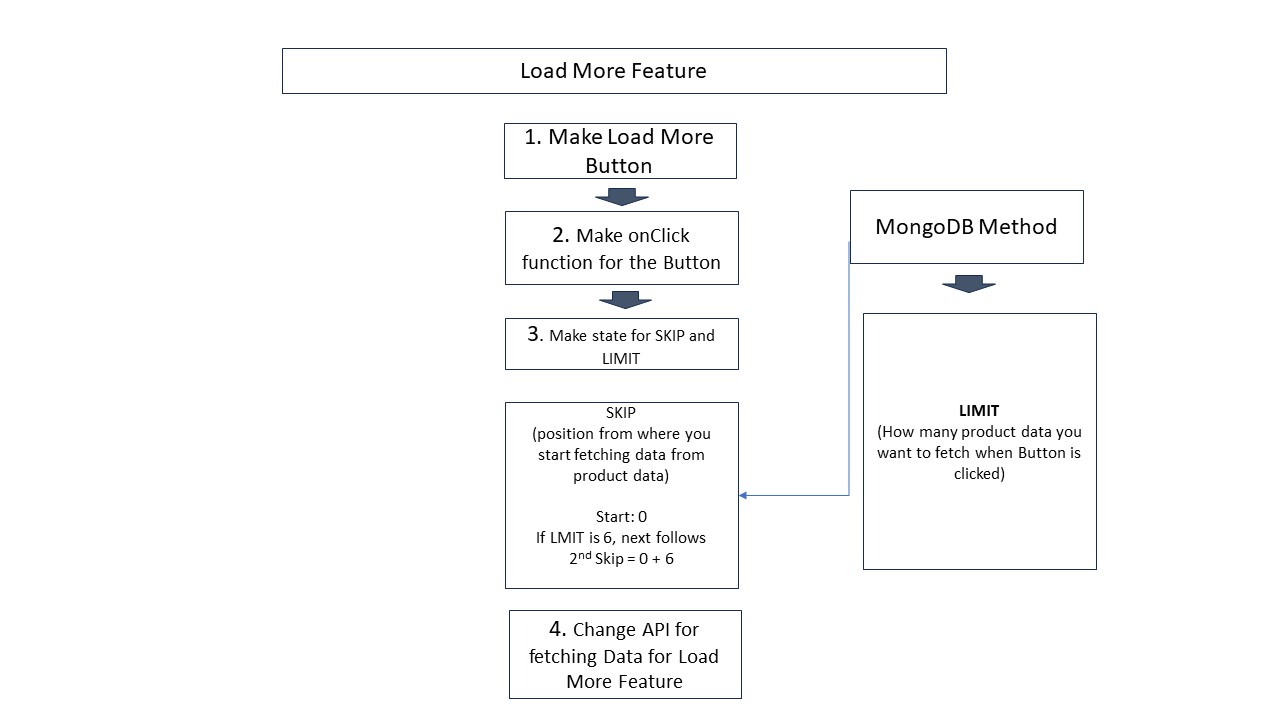 Load More Feature
1. Make Load More
Button
2. Make onClick
function for the Button
3. Make state for SKIP and
LIMIT
SKIP
(position from where you
start fetching data from
product data)
Start: 0
If LMIT is 6, next follows
2nd Skip = 0 + 6
4. Change API for
fetching Data for Load
More Feature
MongoDB Method
LIMIT
(How many product data you
want to fetch when Button is
clicked)